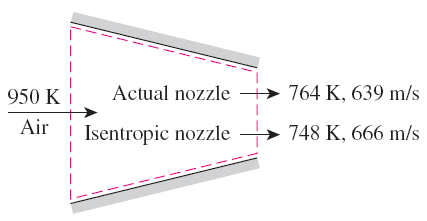 950 K
Air
Actual nozzle 764 K, 639 m/s
Isentropic nozzle 748 K, 666 m/s